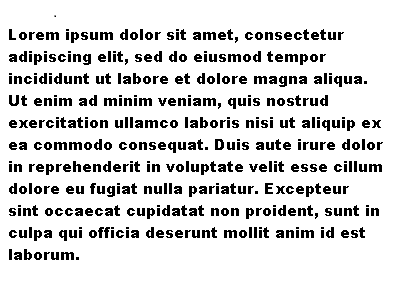 Lorem ipsum dolor sit amet, consectetur
adipiscing elit, sed do eiusmod tempor
incididunt ut labore et dolore magna aliqua.
Ut enim ad minim veniam, quis nostrud
exercitation ullamco laboris nisi ut aliquip ex
ea commodo consequat. Duis aute irure dolor
in reprehenderit in voluptate velit esse cillum
dolore eu fugiat nulla pariatur. Excepteur
sint occaecat cupidatat non proident, sunt in
culpa qui officia deserunt mollit anim id est
laborum.